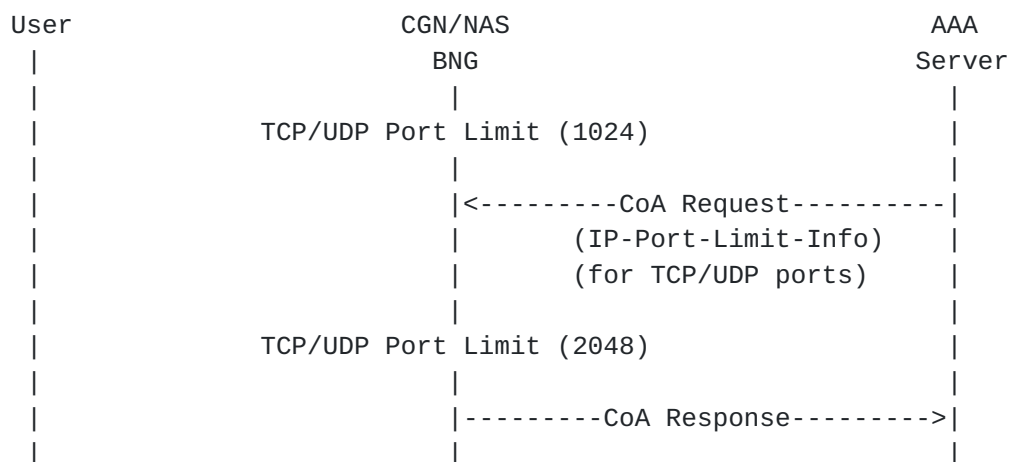 User                       CGN/NAS                           AAA
 |                           BNG                            Server
 |                            |                               |
 |              TCP/UDP Port Limit (1024)                     |
 |                            |                               |
 |                            |<---------CoA Request----------|
 |                            |       (IP-Port-Limit-Info)    |
 |                            |       (for TCP/UDP ports)     |
 |                            |                               |
 |              TCP/UDP Port Limit (2048)                     |
 |                            |                               |
 |                            |---------CoA Response--------->|
 |                            |                               |